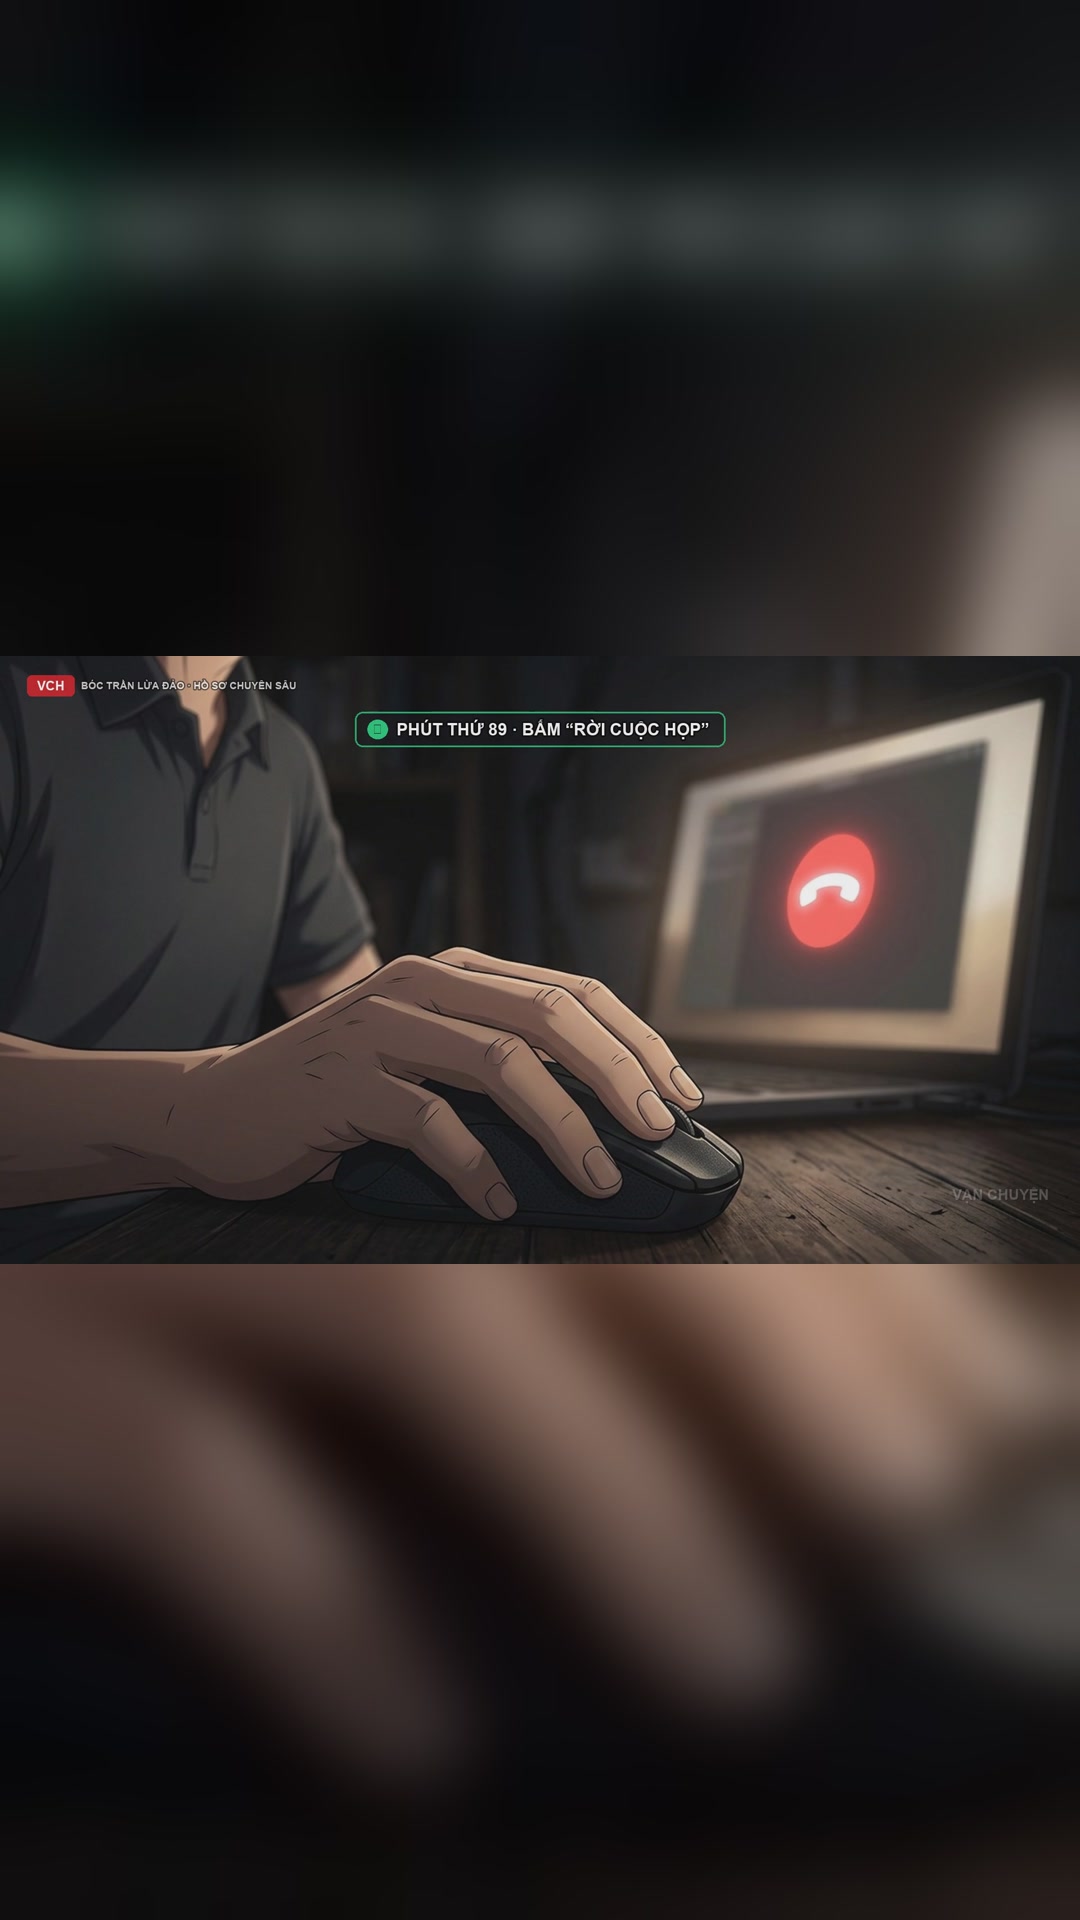 VCH BÓC TRẦN LỪA ĐẢO · HỒ SƠ CHUYÊN SÂU
PHÚT THỨ 89 · BẤM “RỜI CUỘC HỌP”
VẠN CHUYỆN